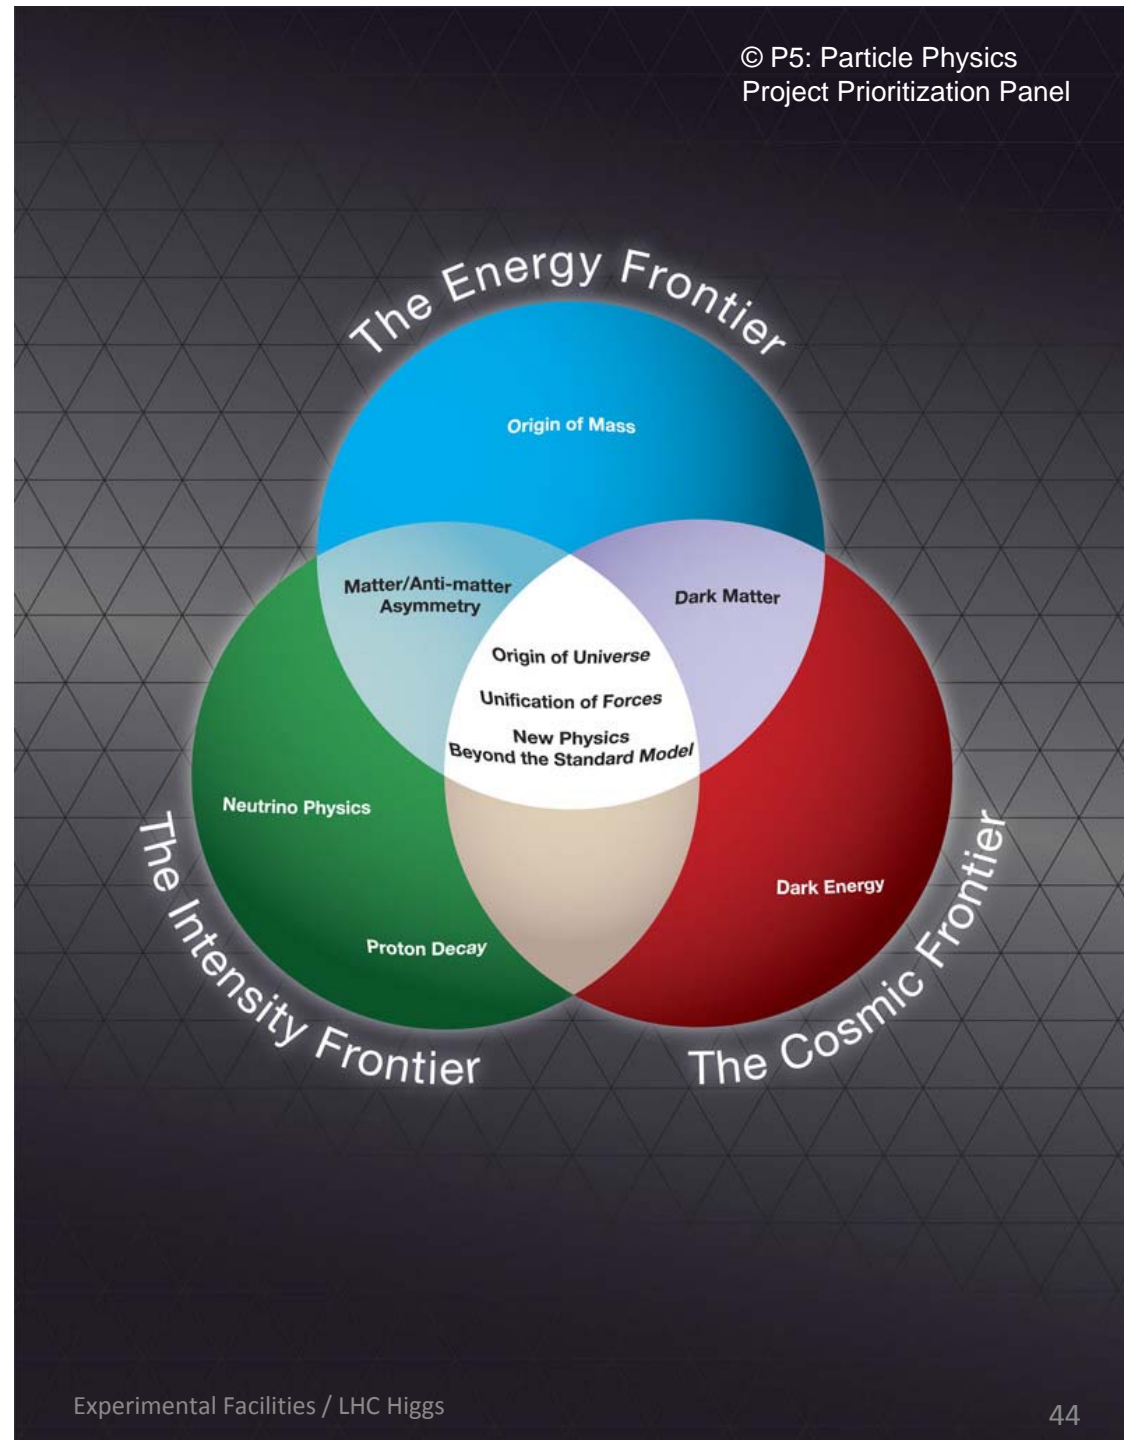 © P5: Particle Physics
Project Prioritization Panel
The Energy Frontier
Origin of Mass
Matter/Anti-matter
Asymmetry
Dark Matter
Origin of Universe
Unification of Forces
New Physics
Beyond the Standard Model
Neutrino Physics
Dark Energy
Proton Decay
The Intensity Frontier
The Cosmic Frontier
Experimental Facilities / LHC Higgs
44